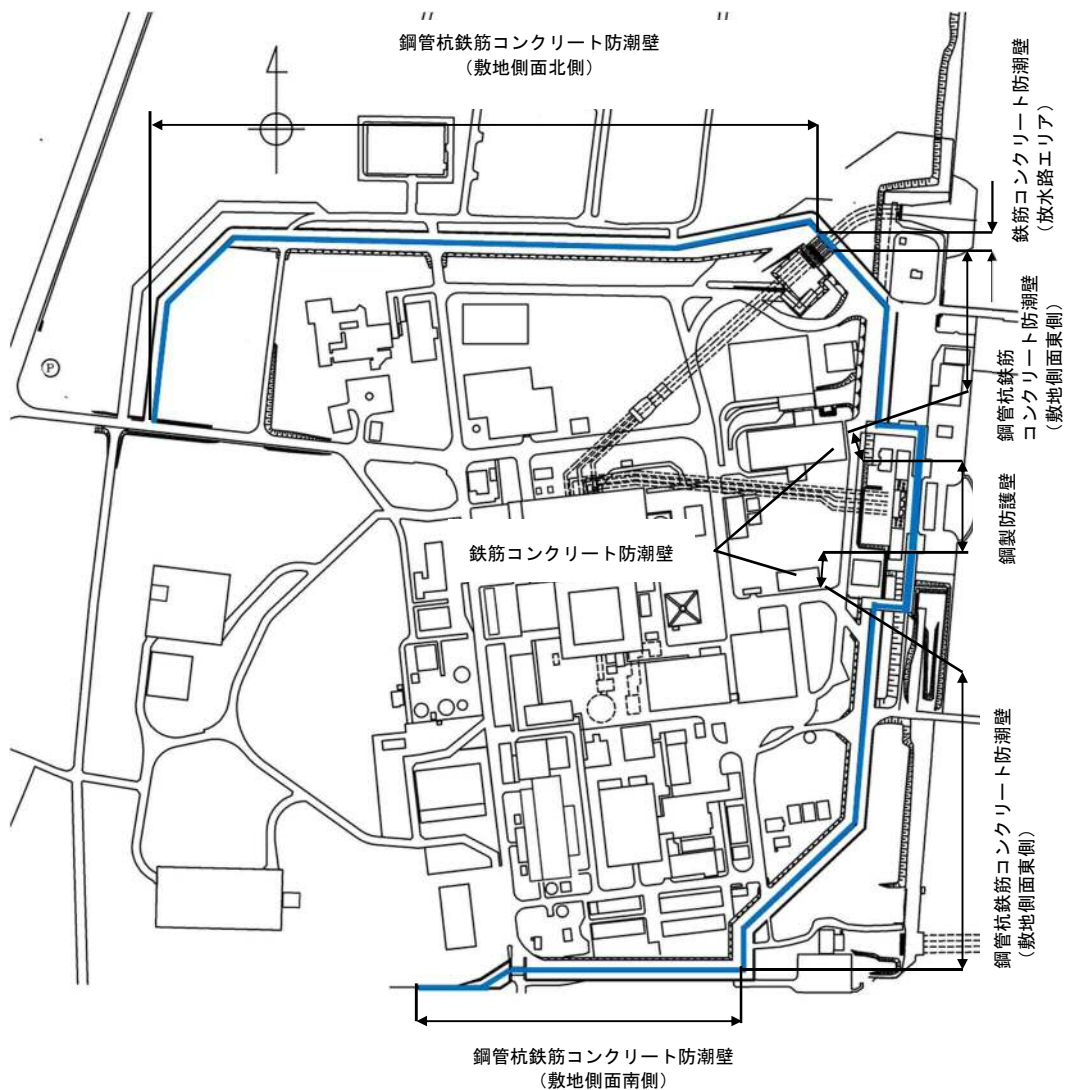 鋼管杭鉄筋コンクリート防潮壁
（敷地側面北側）
鉄筋コンクリート防潮壁
（放水路エリア）
鋼管杭鉄筋
コンクリート防潮壁
（敷地側面東側）
鋼製防護壁
鉄筋コンクリート防潮壁
鋼管杭鉄筋コンクリート防潮壁
（敷地側面東側）
鋼管杭鉄筋コンクリート防潮壁
（敷地側面南側）
P